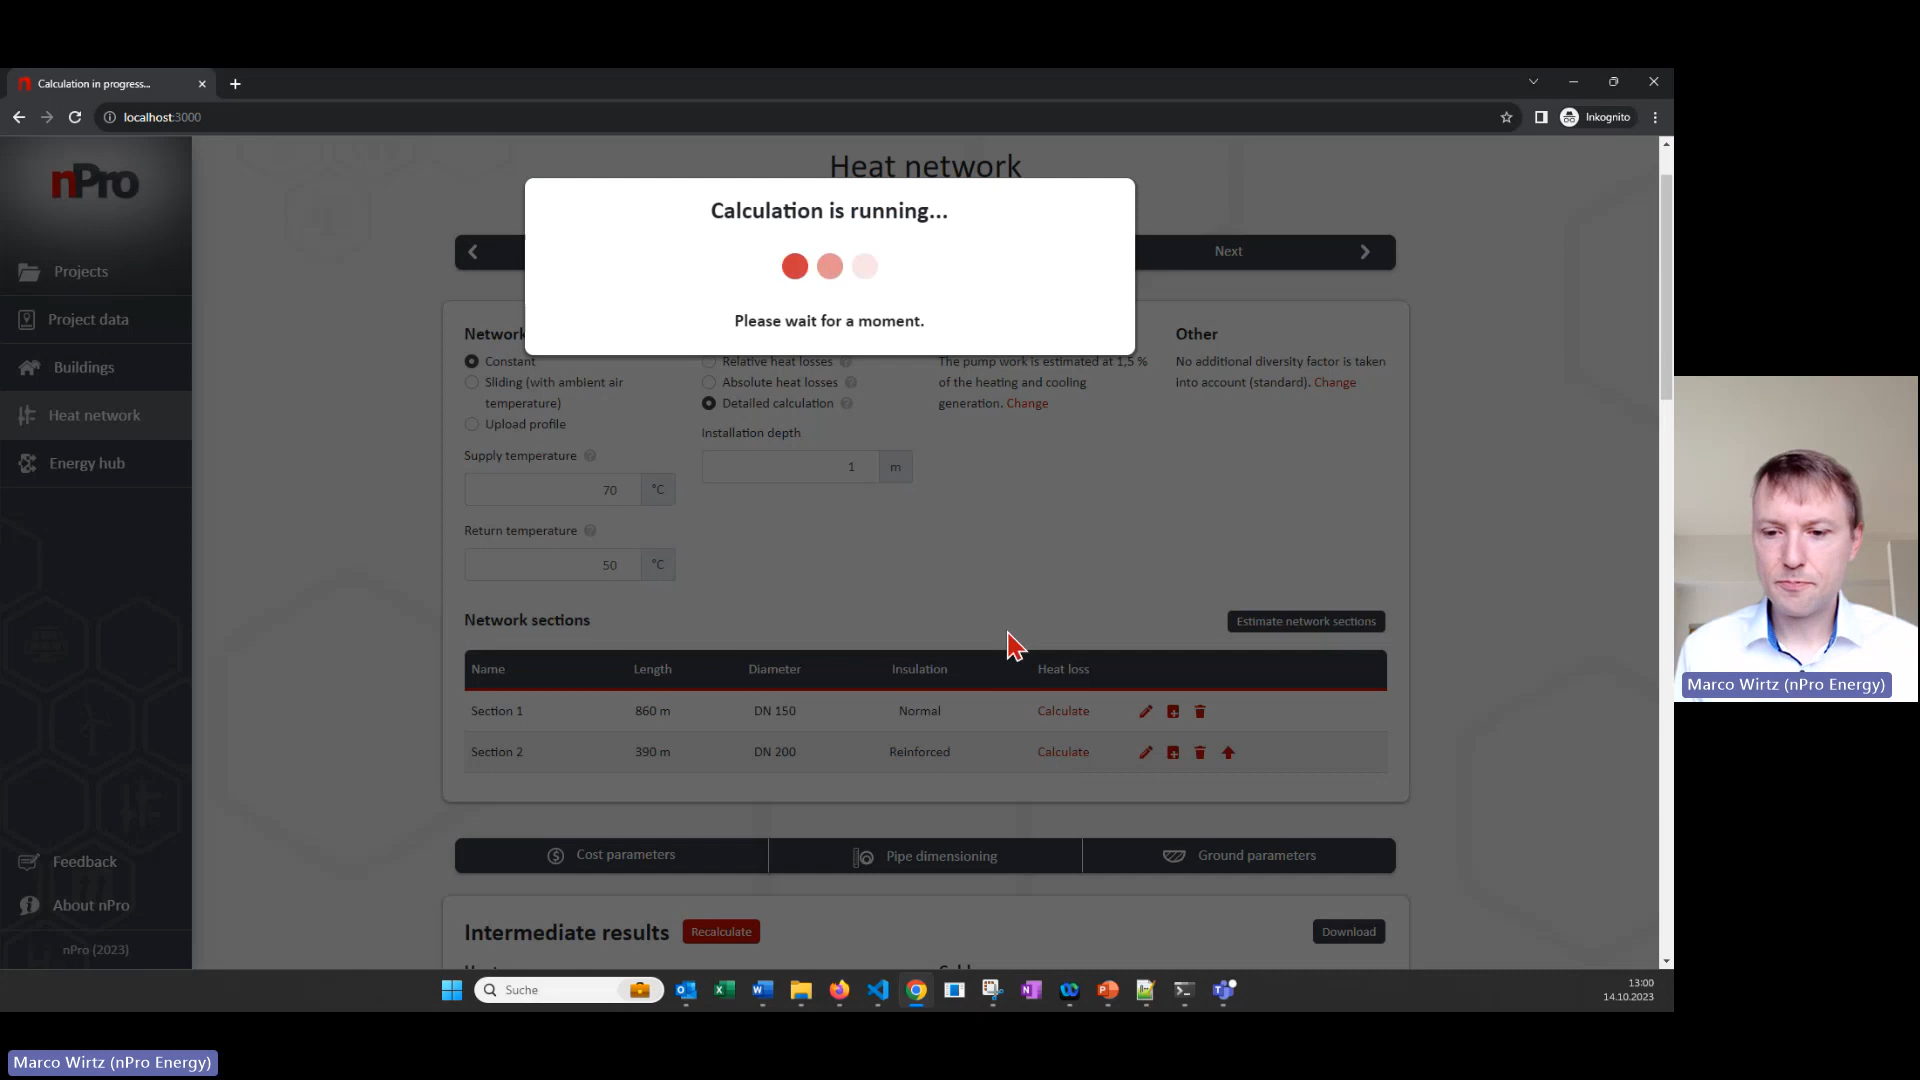 Calculation in progress...
localhost:3000
Inkognito
nPro
Heat network
Calculation is running...
Please wait for a moment.
Next
Projects
Project data
Buildings
Heat network
Energy hub
Network
Constant
Sliding (with ambient air
temperature)
Upload profile
Supply temperature
70 °C
Return temperature
50 °C
Relative heat losses
Absolute heat losses
Detailed calculation
Installation depth
1 m
The pump work is estimated at 1,5 %
of the heating and cooling
generation. Change
Other
No additional diversity factor is taken
into account (standard). Change
Network sections
Estimate network sections
Name Length Diameter Insulation Heat loss
Section 1 860 m DN 150 Normal Calculate
Section 2 390 m DN 200 Reinforced Calculate
Cost parameters
Pipe dimensioning
Ground parameters
Intermediate results
Recalculate
Download
Feedback
About nPro
nPro (2023)
Suche
13:00
14.10.2023
Marco Wirtz (nPro Energy)
Marco Wirtz (nPro Energy)